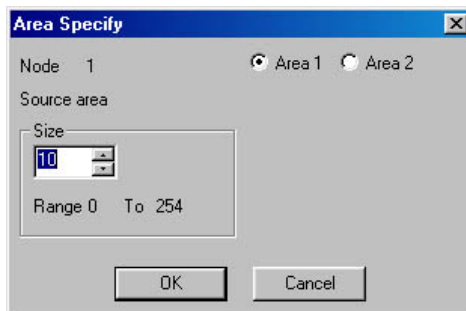 Area Specify
Node 1 Area 1 Area 2
Source area
Size
10
Range 0 To 254
OK Cancel